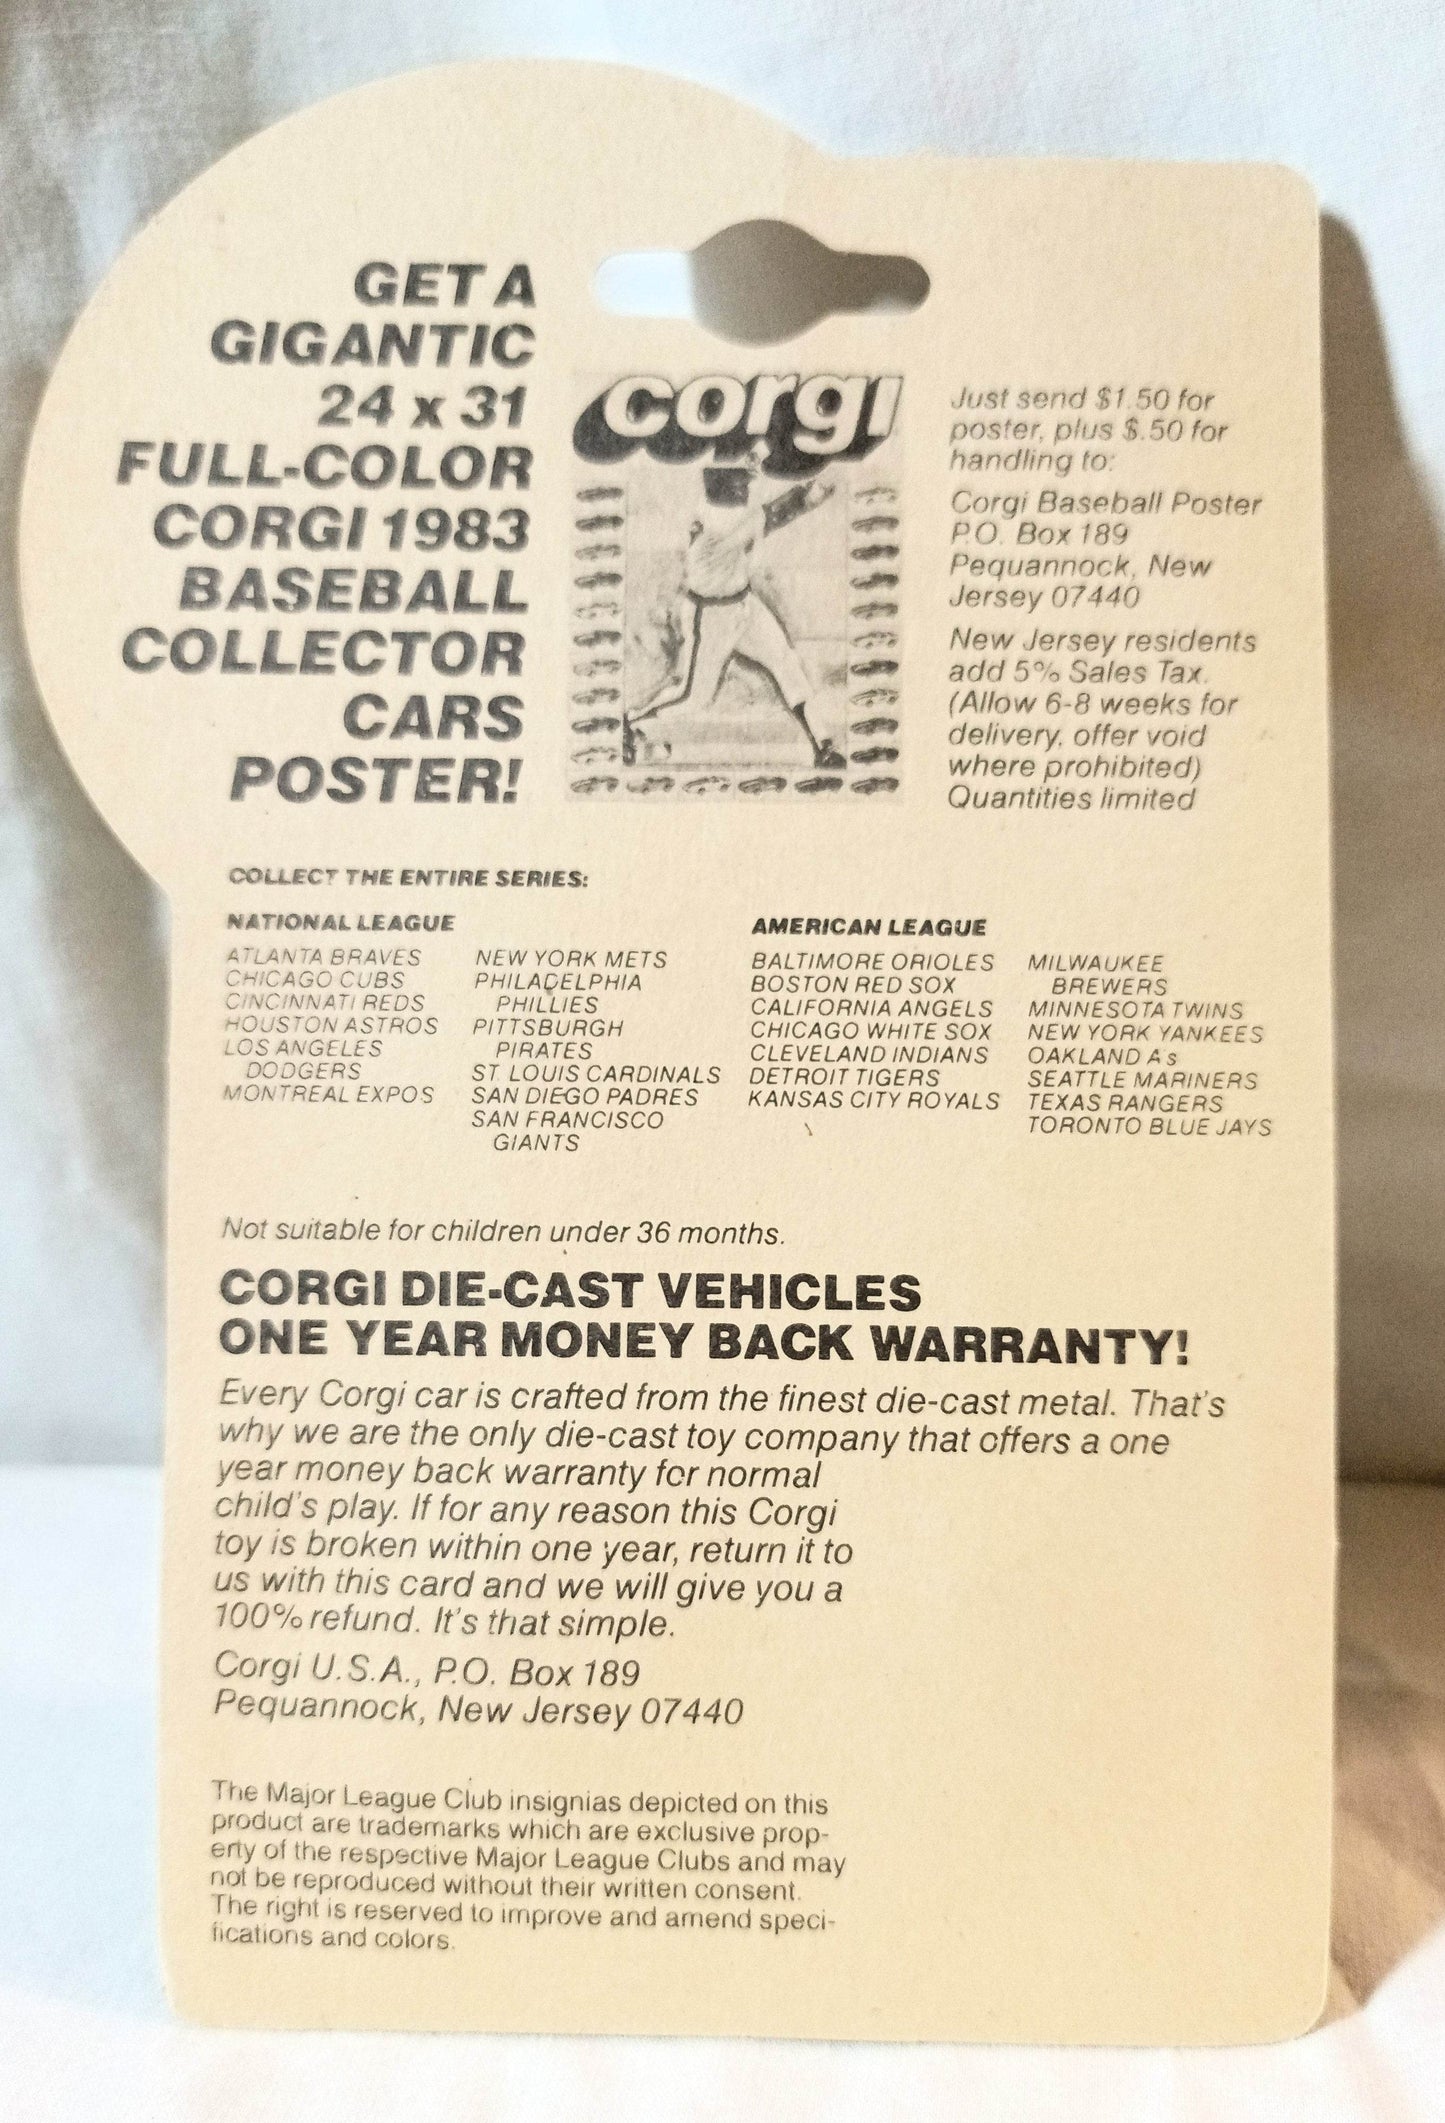 GET A
GIGANTIC
24 x 31
FULL-COLOR
CORGI 1983
BASEBALL
COLLECTOR
CARS
POSTER!
corgi
Just send $1.50 for
poster, plus $.50 for
handling to:
Corgi Baseball Poster
P.O. Box 189
Pequannock, New
Jersey 07440
New Jersey residents
add 5% Sales Tax.
(Allow 6-8 weeks for
delivery, offer void
where prohibited)
Quantities limited
COLLECT THE ENTIRE SERIES:
NATIONAL LEAGUE
ATLANTA BRAVES
CHICAGO CUBS
CINCINNATI REDS
HOUSTON ASTROS
LOS ANGELES
DODGERS
MONTREAL EXPOS
NEW YORK METS
PHILADELPHIA
PHILLIES
PITTSBURGH
PIRATES
ST. LOUIS CARDINALS
SAN DIEGO PADRES
SAN FRANCISCO
GIANTS
AMERICAN LEAGUE
BALTIMORE ORIOLES
BOSTON RED SOX
CALIFORNIA ANGELS
CHICAGO WHITE SOX
CLEVELAND INDIANS
DETROIT TIGERS
KANSAS CITY ROYALS
MILWAUKEE
BREWERS
MINNESOTA TWINS
NEW YORK YANKEES
OAKLAND A's
SEATTLE MARINERS
TEXAS RANGERS
TORONTO BLUE JAYS
Not suitable for children under 36 months.
CORGI DIE-CAST VEHICLES
ONE YEAR MONEY BACK WARRANTY!
Every Corgi car is crafted from the finest die-cast metal. That's
why we are the only die-cast toy company that offers a one
year money back warranty for normal
child's play. If for any reason this Corgi
toy is broken within one year, return it to
us with this card and we will give you a
100% refund. It's that simple.
Corgi U.S.A., P.O. Box 189
Pequannock, New Jersey 07440
The Major League Club insignias depicted on this
product are trademarks which are exclusive prop-
erty of the respective Major League Clubs and may
not be reproduced without their written consent.
The right is reserved to improve and amend speci-
fications and colors.